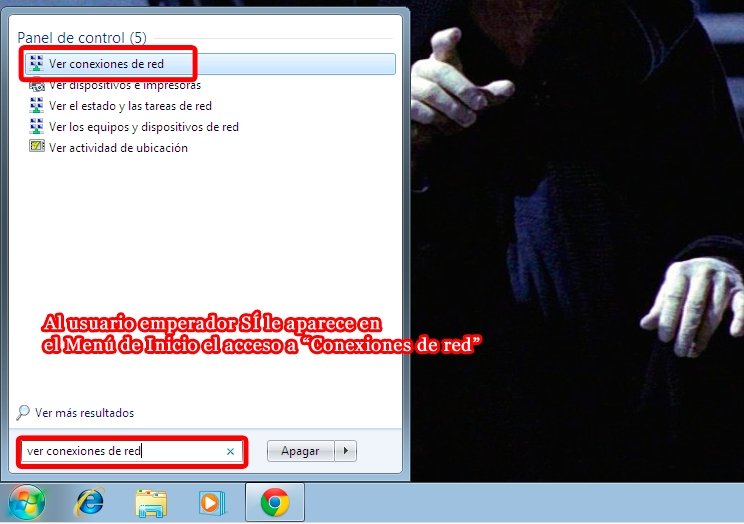 Panel de control (5)
Ver conexiones de red
Ver dispositivos e impresoras
Ver el estado y las tareas de red
Ver los equipos y dispositivos de red
Ver actividad de ubicación
Al usuario emperador SÍ le aparece en
el Menú de Inicio el acceso a “Conexiones de red”
Ver más resultados
ver conexiones de red
Apagar